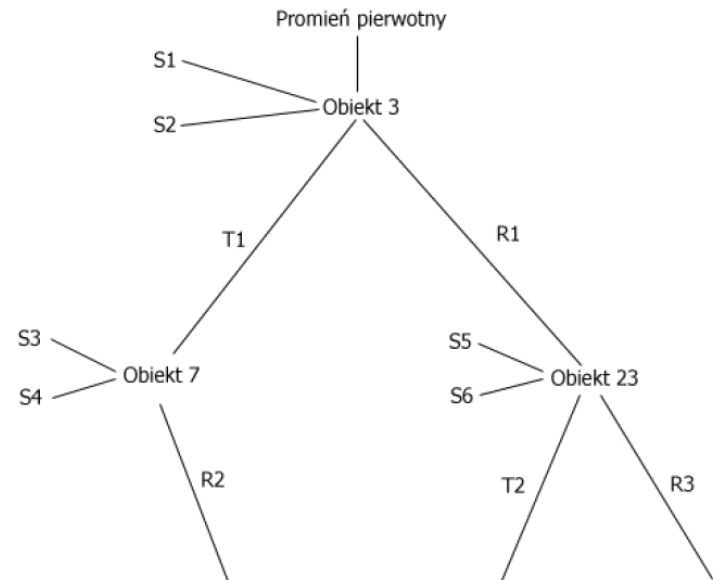 Promień pierwotny
S1
Obiekt 3
S2
T1
R1
S3
S5
Obiekt 7
Obiekt 23
S4
S6
R2
T2
R3